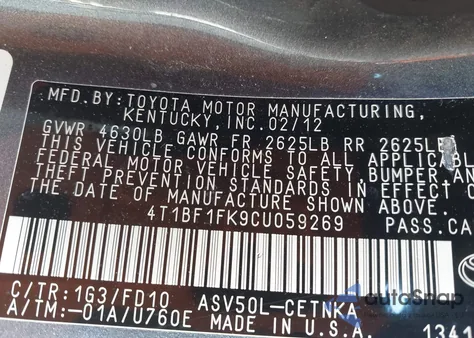 MFD.BY:TOYOTA MOTOR MANUFACTURING,
KENTUCKY, INC. 02/12
GVWR 4630LB GAWR FR 2625LB RR 2625LB
THIS VEHICLE CONFORMS TO ALL APPLICABLE
FEDERAL MOTOR VEHICLE SAFETY, BUMPER, AN
THEFT PREVENTION STANDARDS IN EFFECT
THE DATE OF MANUFACTURE SHOWN ABOVE.
4T1BF1FK9CU059269 PASS.CA
C/TR:1G3/FD10 ASV50L-CETNKA
A/TM:-01A/U760E MADE IN U.S.A.
1341
autoSnap